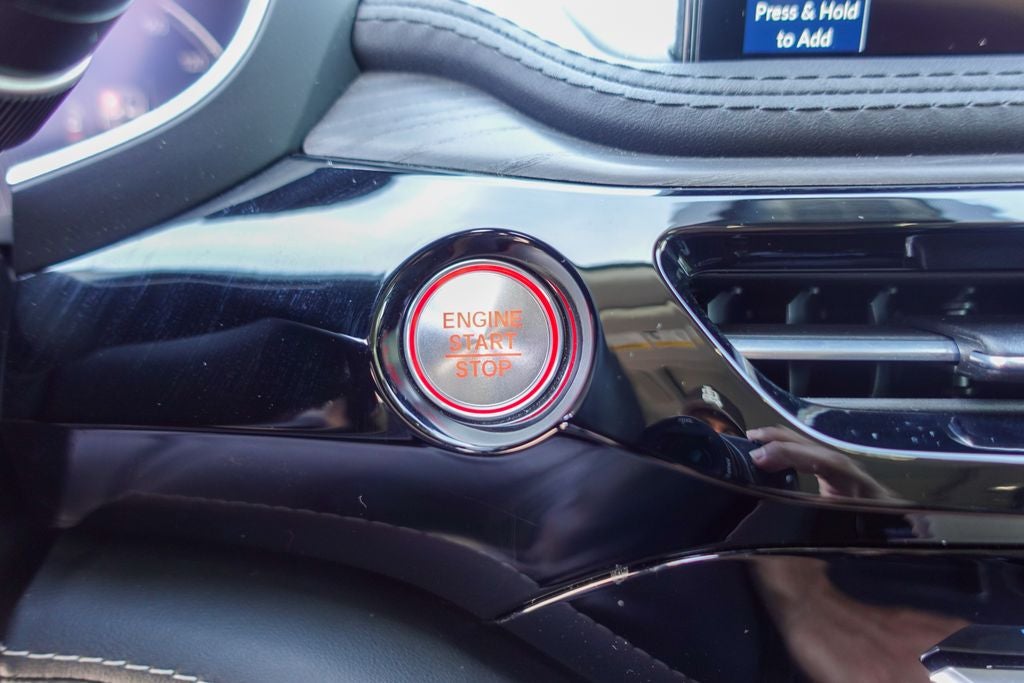 Press & Hold
to Add
ENGINE
START
STOP